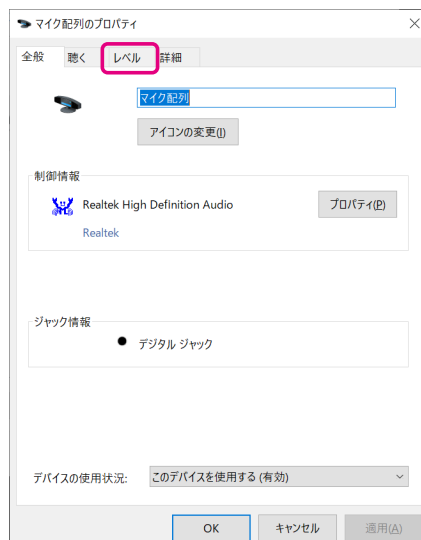 マイク配列のプロパティ
全般 聴く レベル 詳細
マイク配列
アイコンの変更(I)
制御情報
Realtek High Definition Audio
プロパティ(P)
Realtek
ジャック情報
デジタル ジャック
デバイスの使用状況:
このデバイスを使用する (有効)
OK キャンセル 適用(A)